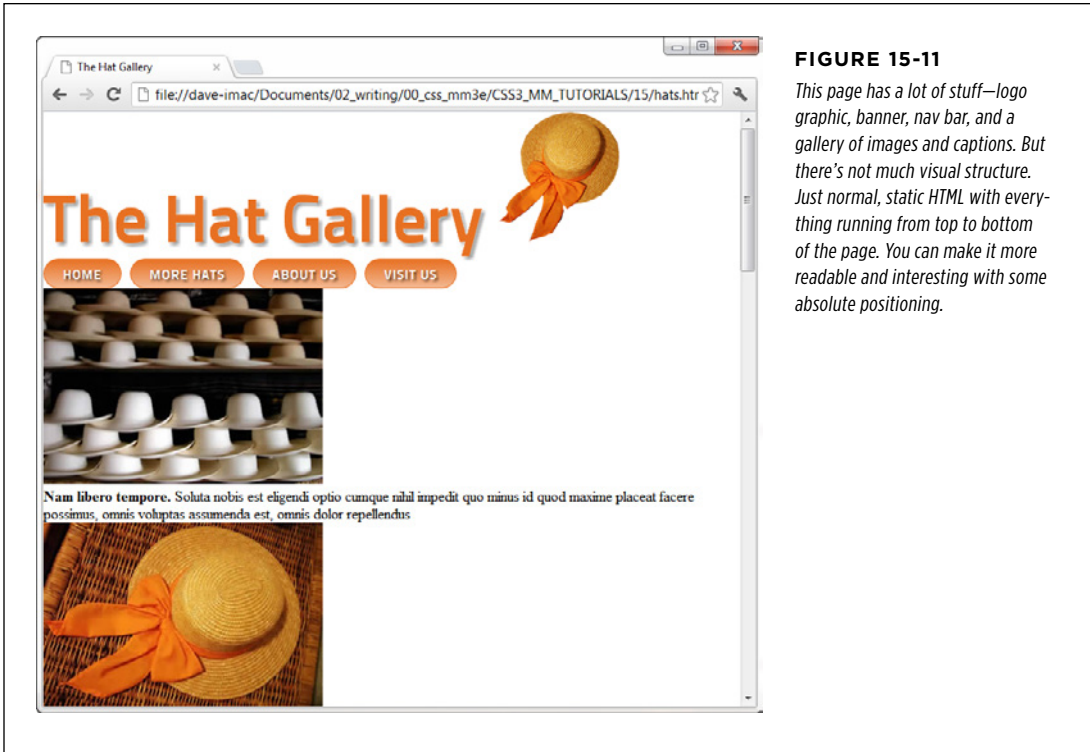 The Hat Gallery
file://dave-imac/Documents/02_writing/00_css_mm3e/CSS3_MM_TUTORIALS/15/hats.htr
The Hat Gallery
HOME
MORE HATS
ABOUT US
VISIT US
Nam libero tempore. Soluta nobis est eligendi optio cumque nihil impedit quo minus id quod maxime placeat facere
possimus, omnis voluptas assumenda est, omnis dolor repellendus
FIGURE 15-11
This page has a lot of stuff—logo
graphic, banner, nav bar, and a
gallery of images and captions. But
there's not much visual structure.
Just normal, static HTML with every-
thing running from top to bottom
of the page. You can make it more
readable and interesting with some
absolute positioning.